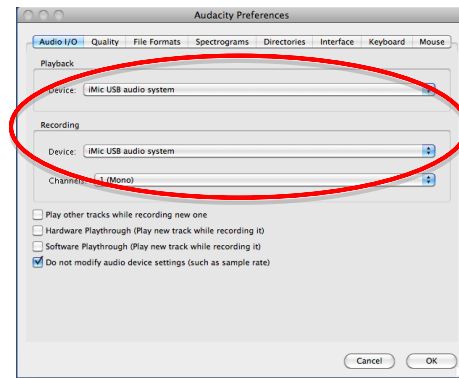 Audacity Preferences
Audio I/O Quality File Formats Spectrograms Directories Interface Keyboard Mouse
Playback
Device: iMic USB audio system
Recording
Device: iMic USB audio system
Channels: 1 (Mono)
Play other tracks while recording new one
Hardware Playthrough (Play new track while recording it)
Software Playthrough (Play new track while recording it)
Do not modify audio device settings (such as sample rate)
Cancel OK